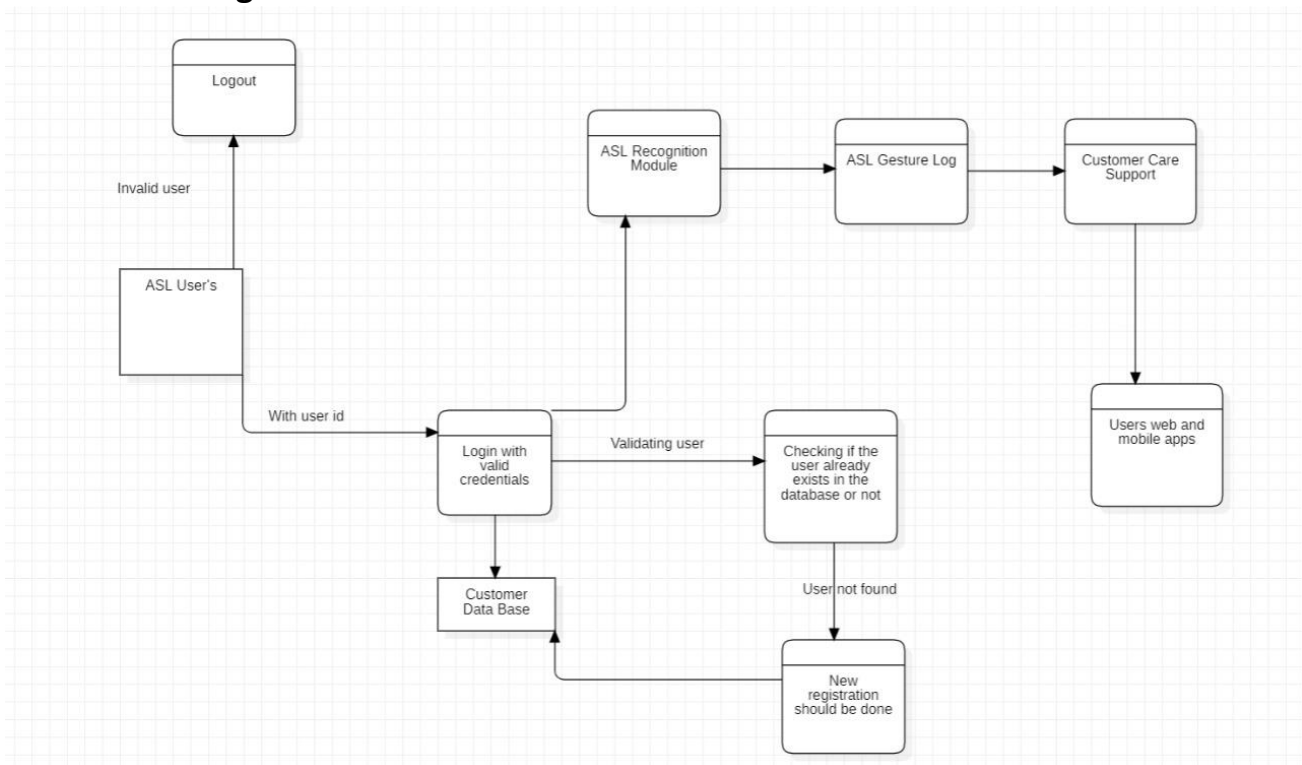 Logout
Invalid user
ASL Recognition
Module
ASL Gesture Log
Customer Care
Support
ASL User's
With user id
Login with
valid
credentials
Validating user
Checking if the
user already
exists in the
database or not
Users web and
mobile apps
Customer
Data Base
User not found
New
registration
should be done